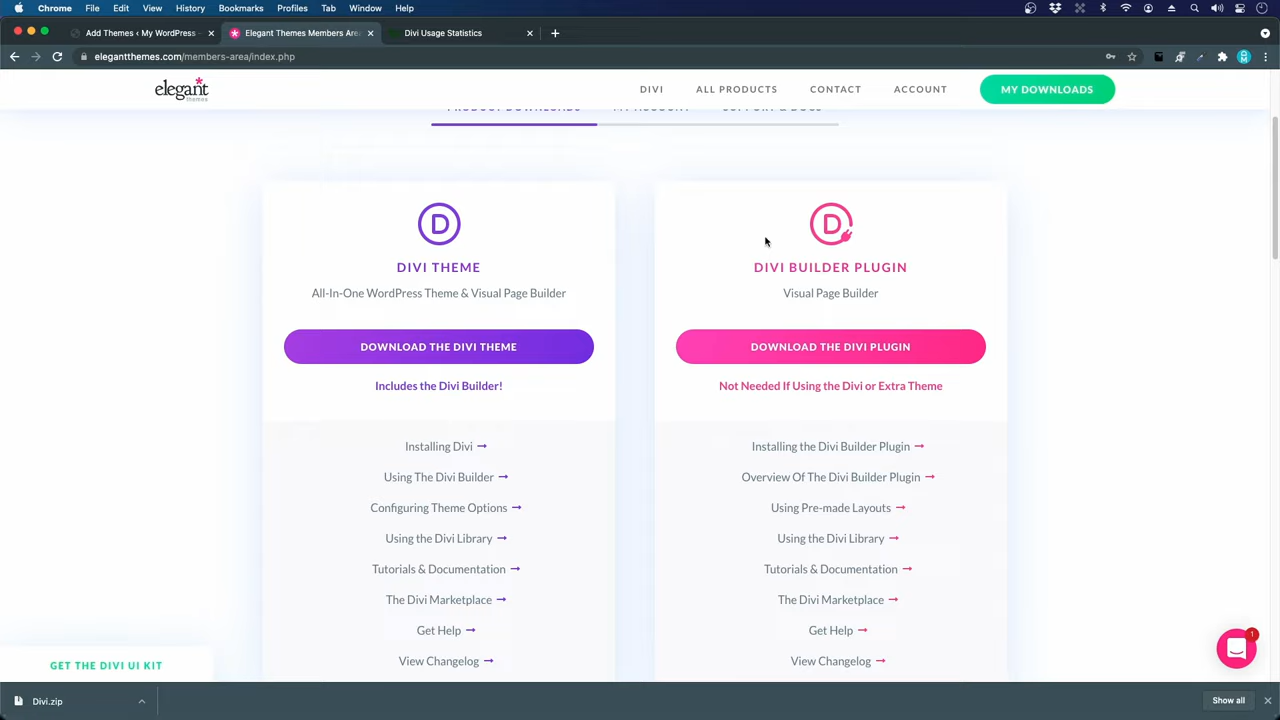 Chrome File Edit View History Bookmarks Profiles Tab Window Help
Add Themes ‹ My WordPress
Elegant Themes Members Are
Divi Usage Statistics
elegantthemes.com/members-area/index.php
elegant themes
DIVI
ALL PRODUCTS
CONTACT
ACCOUNT
MY DOWNLOADS
PRODUCT DOWNLOADS
MY ACCOUNT
SUPPORT & DOCS
D
DIVI THEME
All-In-One WordPress Theme & Visual Page Builder
DOWNLOAD THE DIVI THEME
Includes the Divi Builder!
Installing Divi
Using The Divi Builder
Configuring Theme Options
Using the Divi Library
Tutorials & Documentation
The Divi Marketplace
Get Help
View Changelog
D
DIVI BUILDER PLUGIN
Visual Page Builder
DOWNLOAD THE DIVI PLUGIN
Not Needed If Using the Divi or Extra Theme
Installing the Divi Builder Plugin
Overview Of The Divi Builder Plugin
Using Pre-made Layouts
Using the Divi Library
Tutorials & Documentation
The Divi Marketplace
Get Help
View Changelog
GET THE DIVI UI KIT
1
Divi.zip
Show all